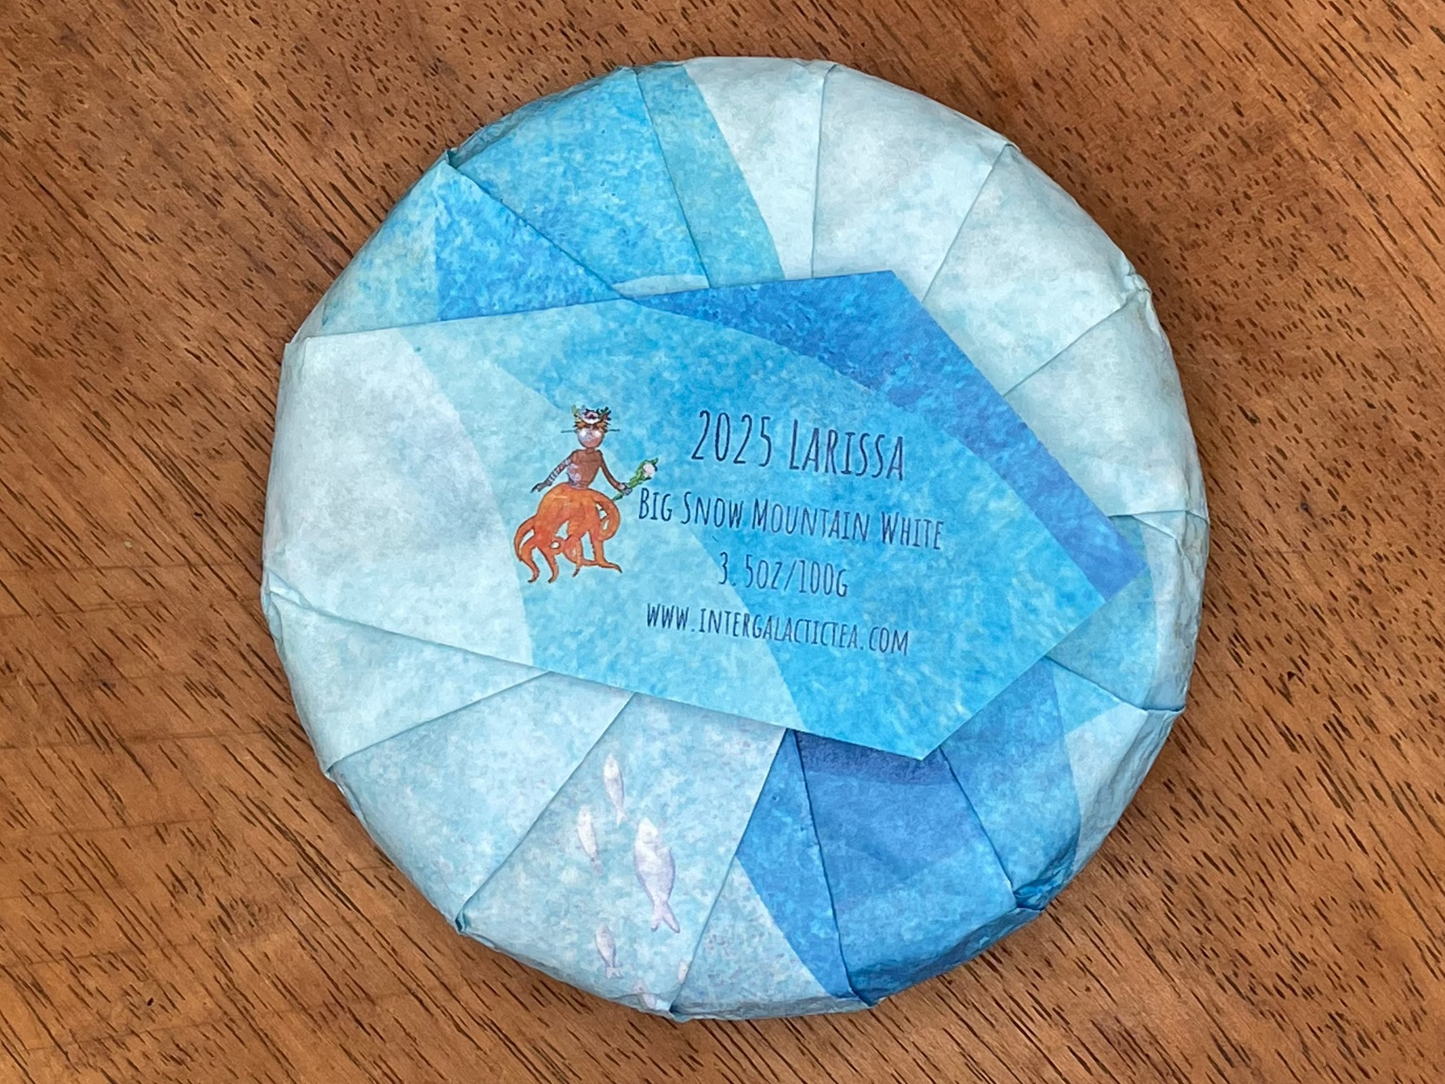 2025 Larissa
Big Snow Mountain White
3.5oz/100g
www.intergalactictea.com